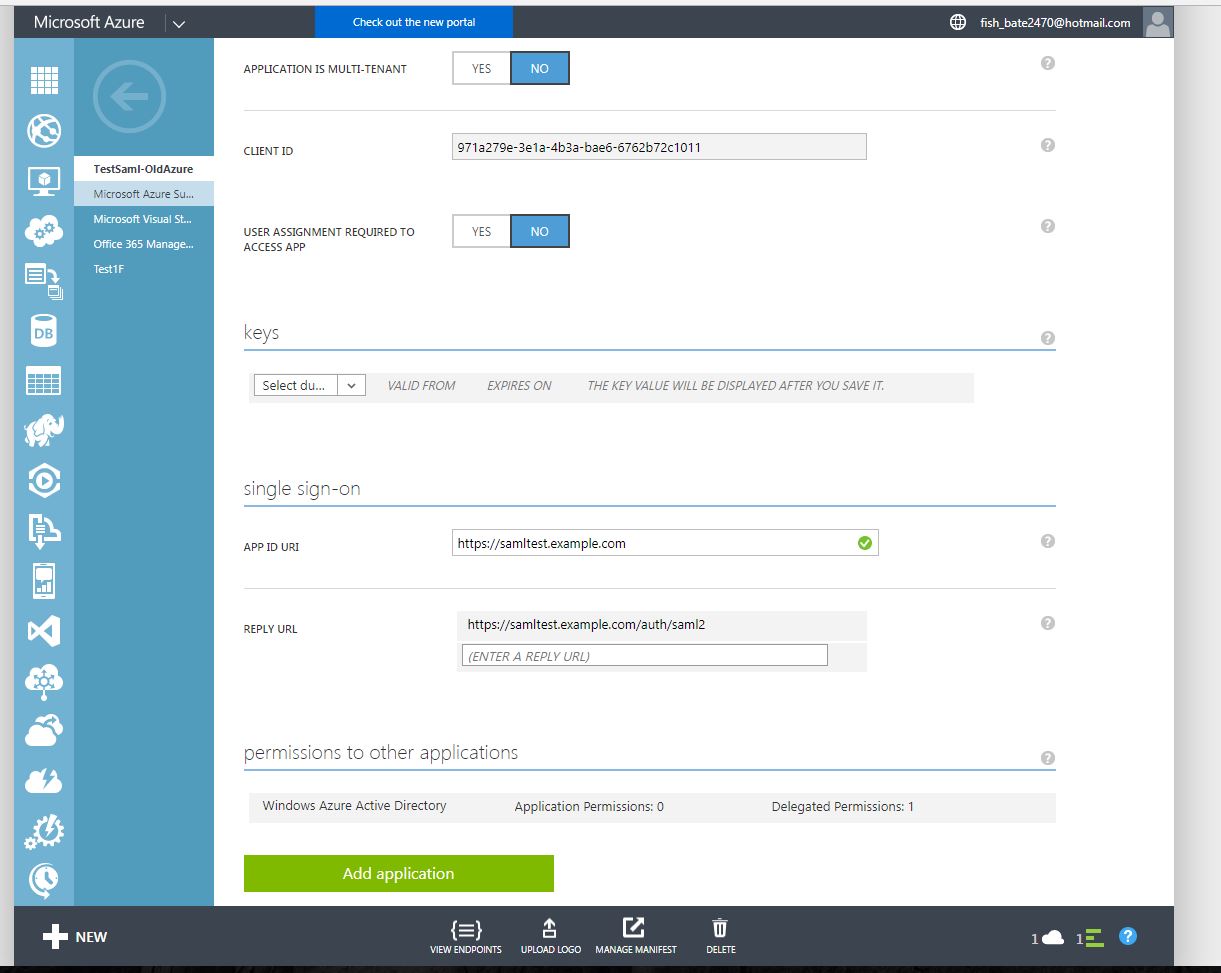 Microsoft Azure
Check out the new portal
fish_bate2470@hotmail.com
TestSaml-OldAzure
Microsoft Azure Su...
Microsoft Visual St...
Office 365 Manage...
Test1F
DB
APPLICATION IS MULTI-TENANT
YES NO
?
CLIENT ID
971a279e-3e1a-4b3a-bae6-6762b72c1011
?
USER ASSIGNMENT REQUIRED TO
ACCESS APP
YES NO
?
keys
?
Select du...
VALID FROM EXPIRES ON THE KEY VALUE WILL BE DISPLAYED AFTER YOU SAVE IT.
single sign-on
APP ID URI
https://samltest.example.com
?
REPLY URL
https://samltest.example.com/auth/saml2
?
(ENTER A REPLY URL)
permissions to other applications
?
Windows Azure Active Directory Application Permissions: 0 Delegated Permissions: 1
Add application
NEW
VIEW ENDPOINTS
UPLOAD LOGO
MANAGE MANIFEST
DELETE
1
1
?